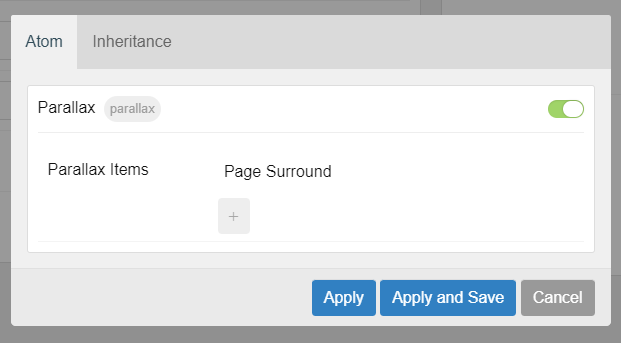 Atom Inheritance
Parallax parallax
Parallax Items Page Surround
+
Apply Apply and Save Cancel